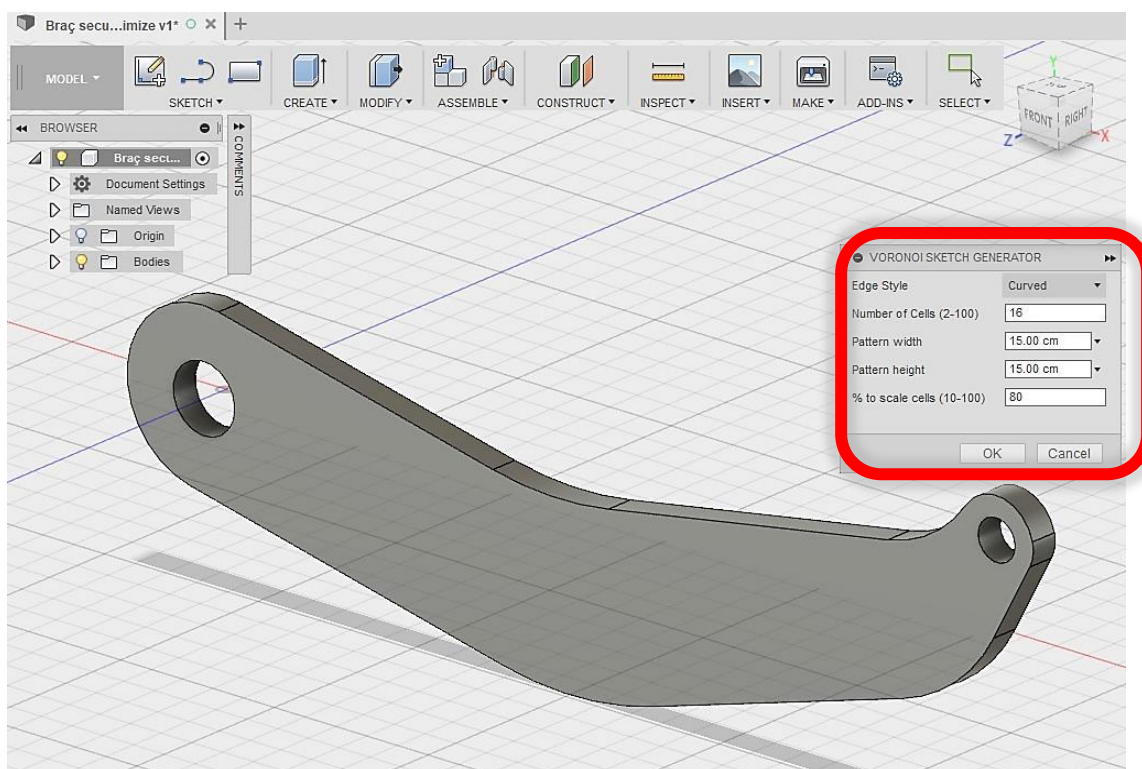 Braç secu...imize v1*
MODEL
SKETCH
CREATE
MODIFY
ASSEMBLE
CONSTRUCT
INSPECT
INSERT
MAKE
ADD-INS
SELECT
Y
FRONT
RIGHT
Z
X
BROWSER
COMMENTS
Braç secu...
Document Settings
Named Views
Origin
Bodies
VORONOI SKETCH GENERATOR
Edge Style Curved
Number of Cells (2-100) 16
Pattern width 15.00 cm
Pattern height 15.00 cm
% to scale cells (10-100) 80
OK Cancel